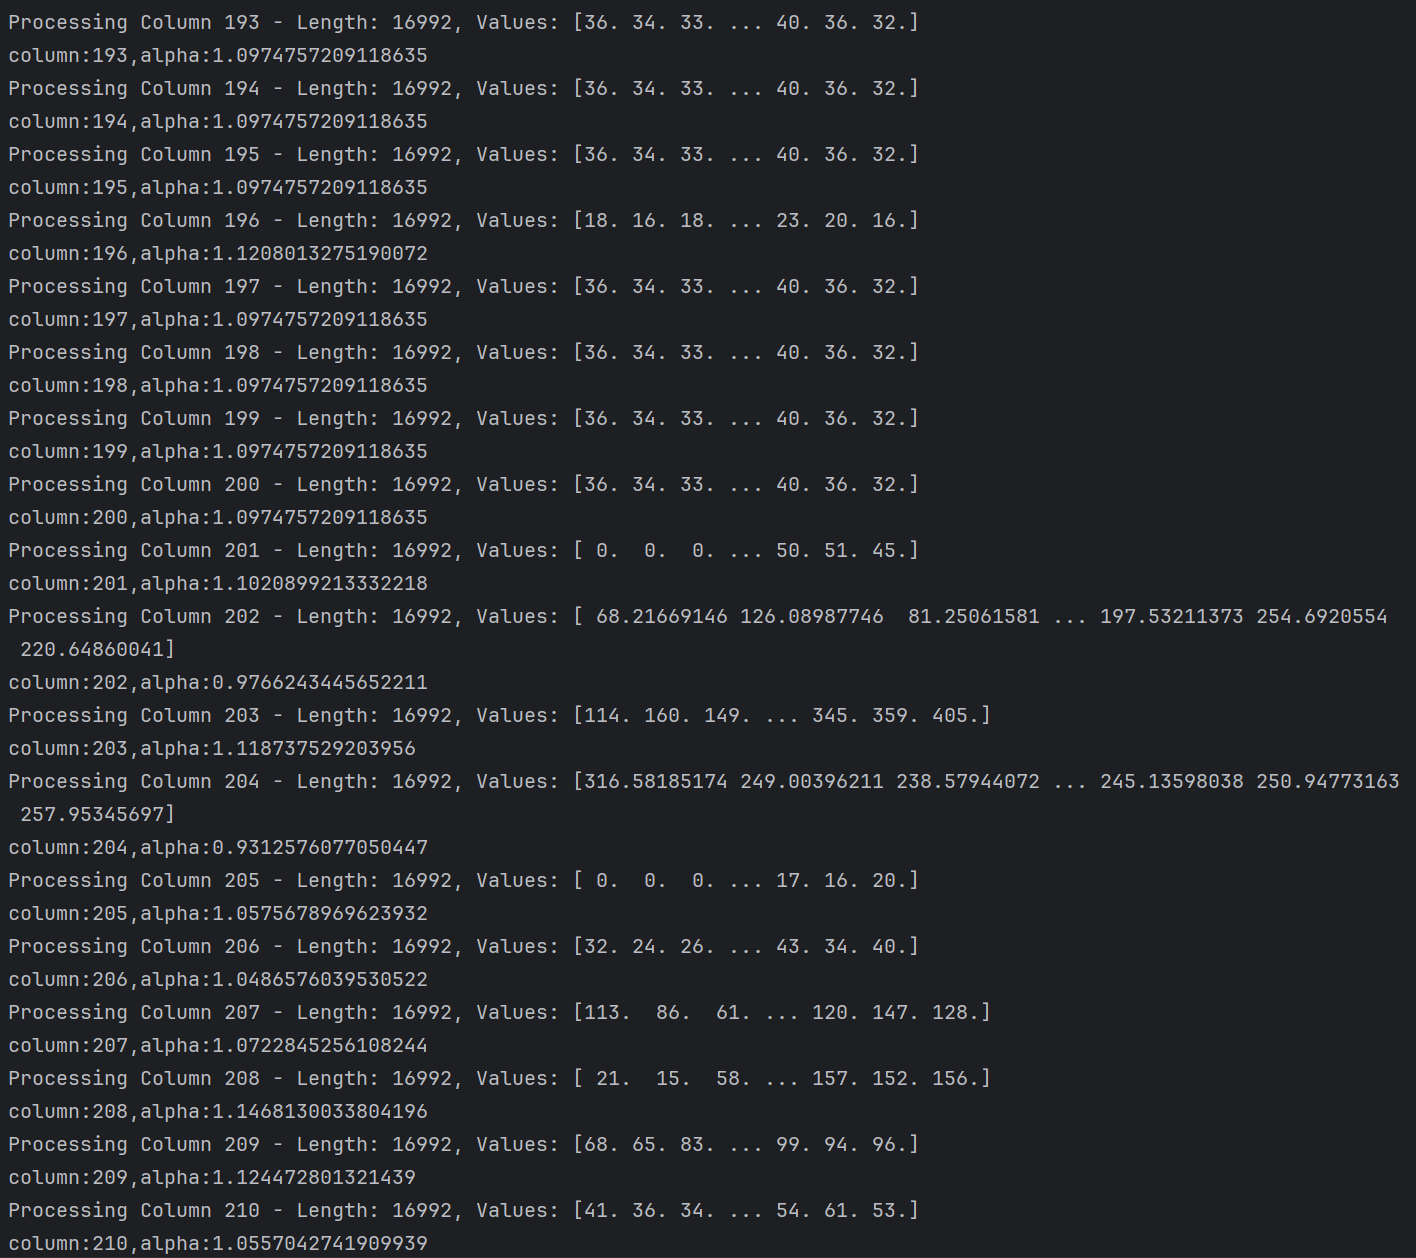 Processing Column 193 - Length: 16992, Values: [36. 34. 33. ... 40. 36. 32.]
column:193,alpha:1.0974757209118635
Processing Column 194 - Length: 16992, Values: [36. 34. 33. ... 40. 36. 32.]
column:194,alpha:1.0974757209118635
Processing Column 195 - Length: 16992, Values: [36. 34. 33. ... 40. 36. 32.]
column:195,alpha:1.0974757209118635
Processing Column 196 - Length: 16992, Values: [18. 16. 18. ... 23. 20. 16.]
column:196,alpha:1.1208013275190072
Processing Column 197 - Length: 16992, Values: [36. 34. 33. ... 40. 36. 32.]
column:197,alpha:1.0974757209118635
Processing Column 198 - Length: 16992, Values: [36. 34. 33. ... 40. 36. 32.]
column:198,alpha:1.0974757209118635
Processing Column 199 - Length: 16992, Values: [36. 34. 33. ... 40. 36. 32.]
column:199,alpha:1.0974757209118635
Processing Column 200 - Length: 16992, Values: [36. 34. 33. ... 40. 36. 32.]
column:200,alpha:1.0974757209118635
Processing Column 201 - Length: 16992, Values: [ 0.  0.  0. ... 50. 51. 45.]
column:201,alpha:1.1020899213332218
Processing Column 202 - Length: 16992, Values: [ 68.21669146 126.08987746  81.25061581 ... 197.53211373 254.6920554
 220.64860041]
column:202,alpha:0.9766243445652211
Processing Column 203 - Length: 16992, Values: [114. 160. 149. ... 345. 359. 405.]
column:203,alpha:1.118737529203956
Processing Column 204 - Length: 16992, Values: [316.58185174 249.00396211 238.57944072 ... 245.13598038 250.94773163
 257.95345697]
column:204,alpha:0.9312576077050447
Processing Column 205 - Length: 16992, Values: [ 0.  0.  0. ... 17. 16. 20.]
column:205,alpha:1.0575678969623932
Processing Column 206 - Length: 16992, Values: [32. 24. 26. ... 43. 34. 40.]
column:206,alpha:1.0486576039530522
Processing Column 207 - Length: 16992, Values: [113.  86.  61. ... 120. 147. 128.]
column:207,alpha:1.0722845256108244
Processing Column 208 - Length: 16992, Values: [ 21.  15.  58. ... 157. 152. 156.]
column:208,alpha:1.1468130033804196
Processing Column 209 - Length: 16992, Values: [68. 65. 83. ... 99. 94. 96.]
column:209,alpha:1.124472801321439
Processing Column 210 - Length: 16992, Values: [41. 36. 34. ... 54. 61. 53.]
column:210,alpha:1.0557042741909939